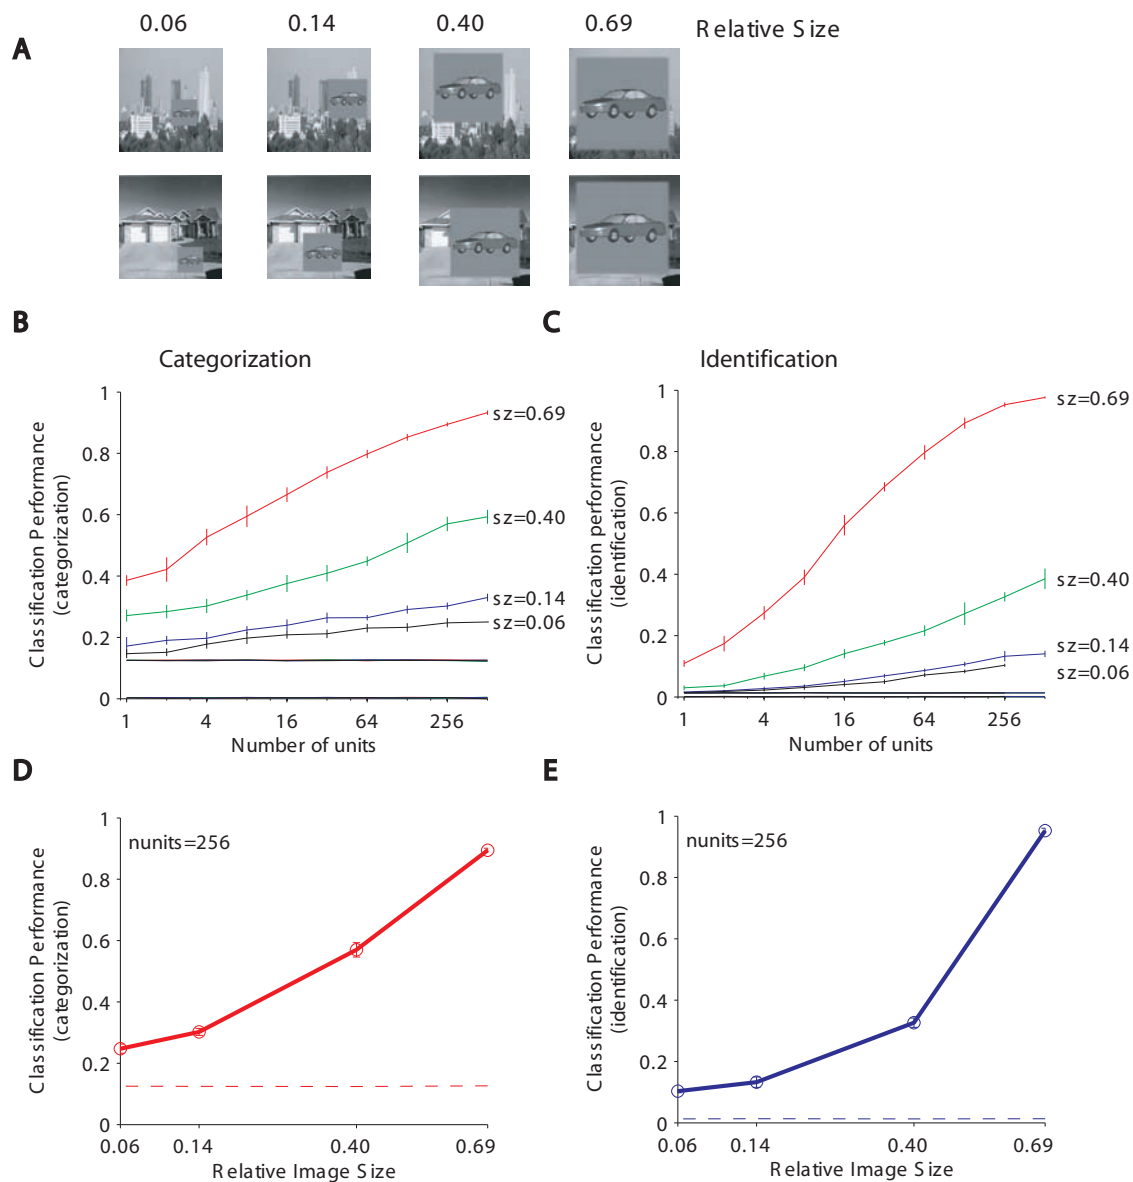 0.06 0.14 0.40 0.69 Relative Size
A
B
Categorization
Classification Performance
(categorization)
1
0.8
0.6
0.4
0.2
0
sz=0.69
sz=0.40
sz=0.14
sz=0.06
1 4 16 64 256
Number of units
C
Identification
Classification performance
(identification)
1
0.8
0.6
0.4
0.2
0
sz=0.69
sz=0.40
sz=0.14
sz=0.06
1 4 16 64 256
Number of units
D
nunits=256
Classification Performance
(categorization)
1
0.8
0.6
0.4
0.2
0
0.06 0.14 0.40 0.69
Relative Image Size
E
nunits=256
Classification Performance
(identification)
1
0.8
0.6
0.4
0.2
0
0.06 0.14 0.40 0.69
Relative Image Size